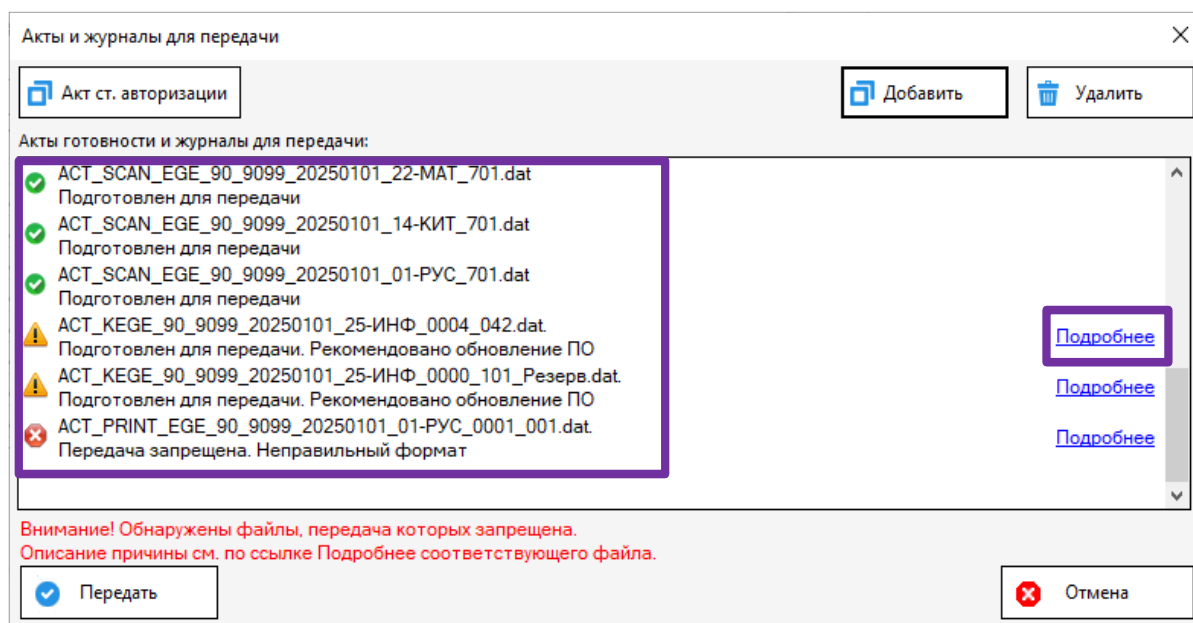 Акты и журналы для передачи
Акт ст. авторизации
Добавить
Удалить
Акты готовности и журналы для передачи:
ACT_SCAN_EGE_90_9099_20250101_22-МАТ_701.dat
Подготовлен для передачи
ACT_SCAN_EGE_90_9099_20250101_14-КИТ_701.dat
Подготовлен для передачи
ACT_SCAN_EGE_90_9099_20250101_01-РУС_701.dat
Подготовлен для передачи
ACT_KEGE_90_9099_20250101_25-ИНФ_0004_042.dat.
Подготовлен для передачи. Рекомендовано обновление ПО
Подробнее
ACT_KEGE_90_9099_20250101_25-ИНФ_0000_101_Резерв.dat.
Подготовлен для передачи. Рекомендовано обновление ПО
Подробнее
ACT_PRINT_EGE_90_9099_20250101_01-РУС_0001_001.dat.
Передача запрещена. Неправильный формат
Подробнее
Внимание! Обнаружены файлы, передача которых запрещена.
Описание причины см. по ссылке Подробнее соответствующего файла.
Передать
Отмена